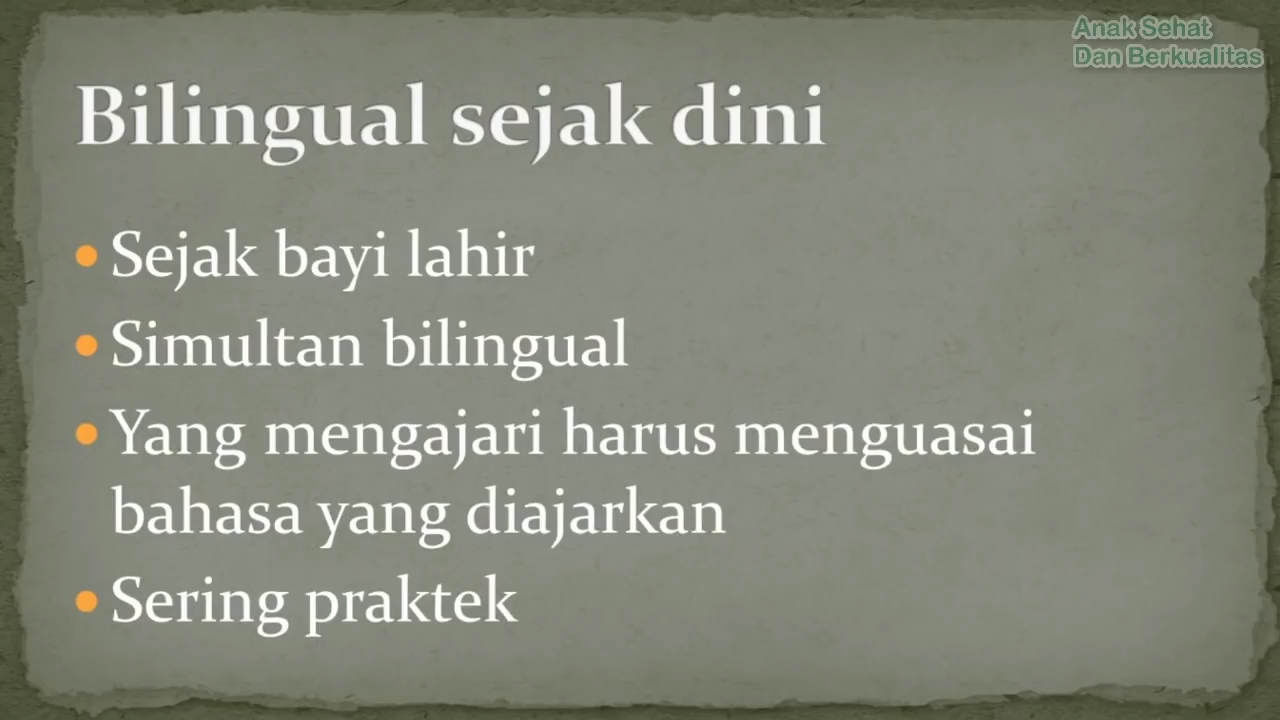 Anak Sehat
Dan Berkualitas
Bilingual sejak dini
• Sejak bayi lahir
• Simultan bilingual
• Yang mengajari harus menguasai
bahasa yang diajarkan
• Sering praktek